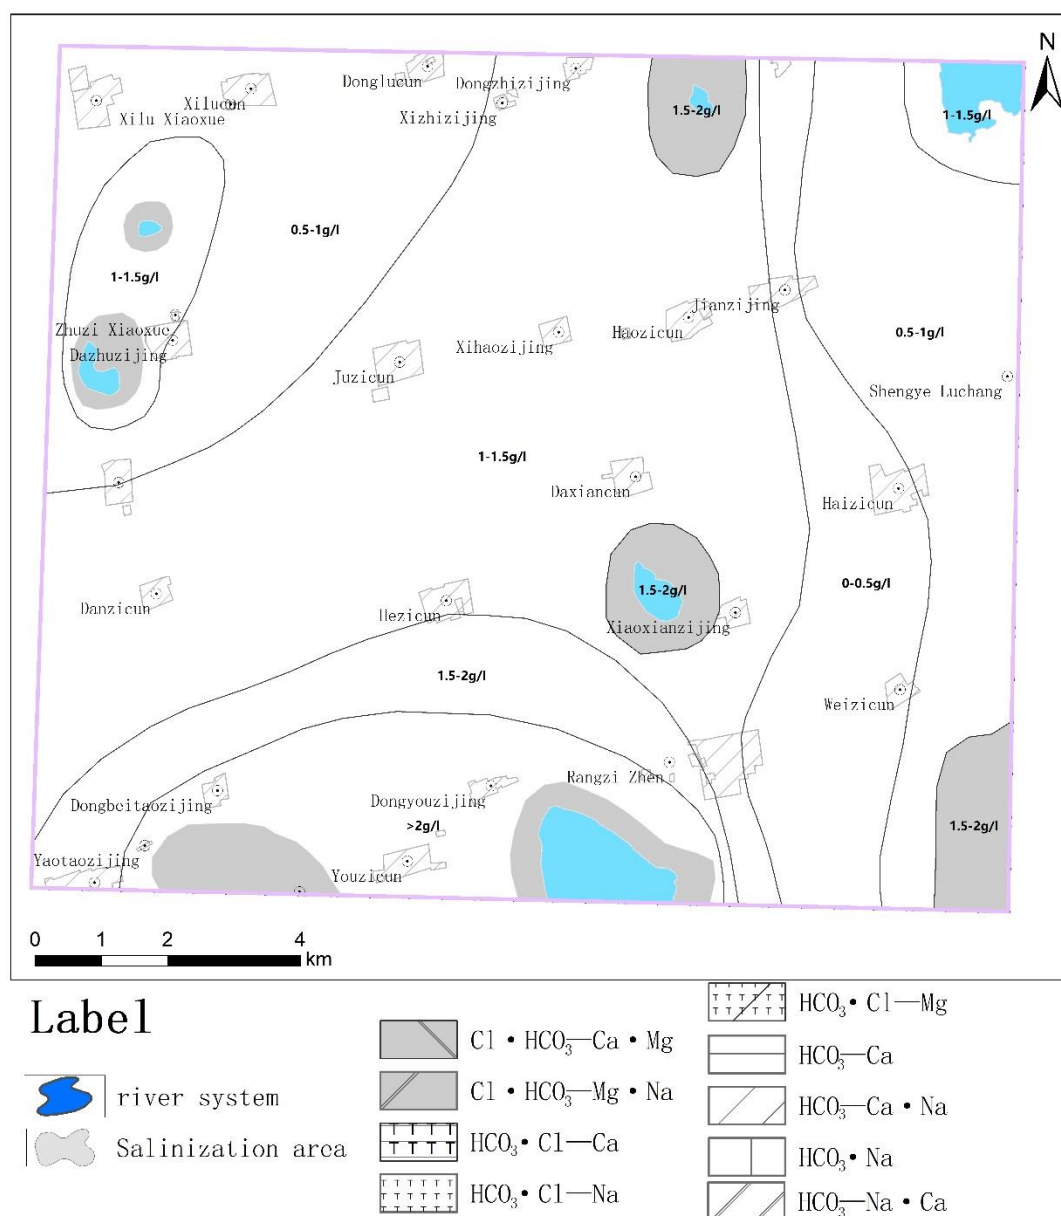 N
Donglucun
Dongzhizijing
Xilucun
Xilu Xiaoxue
Xizhizijing
1.5-2g/l
1-1.5g/l
0.5-1g/l
1-1.5g/l
Zhuzi Xiaoxue
Dazhuzijing
Jianzijing
Haozicun
Xihaozijing
0.5-1g/l
Juzicun
Shengye Luchang
1-1.5g/l
Daxiancun
Haizicun
0-0.5g/l
1.5-2g/l
Danzicun
Hezicun
Xiaoxianzijing
1.5-2g/l
Weizicun
Rangzi Zhen
Dongbeitaozijing
Dongyouzijing
>2g/l
1.5-2g/l
Yaotaozijing
Youzicun
0 1 2 4
km
Label
river system
Salinization area
Cl•HCO₃—Ca•Mg
Cl•HCO₃—Mg•Na
HCO₃•Cl—Ca
HCO₃•Cl—Na
HCO₃•Cl—Mg
HCO₃—Ca
HCO₃—Ca•Na
HCO₃•Na
HCO₃—Na•Ca